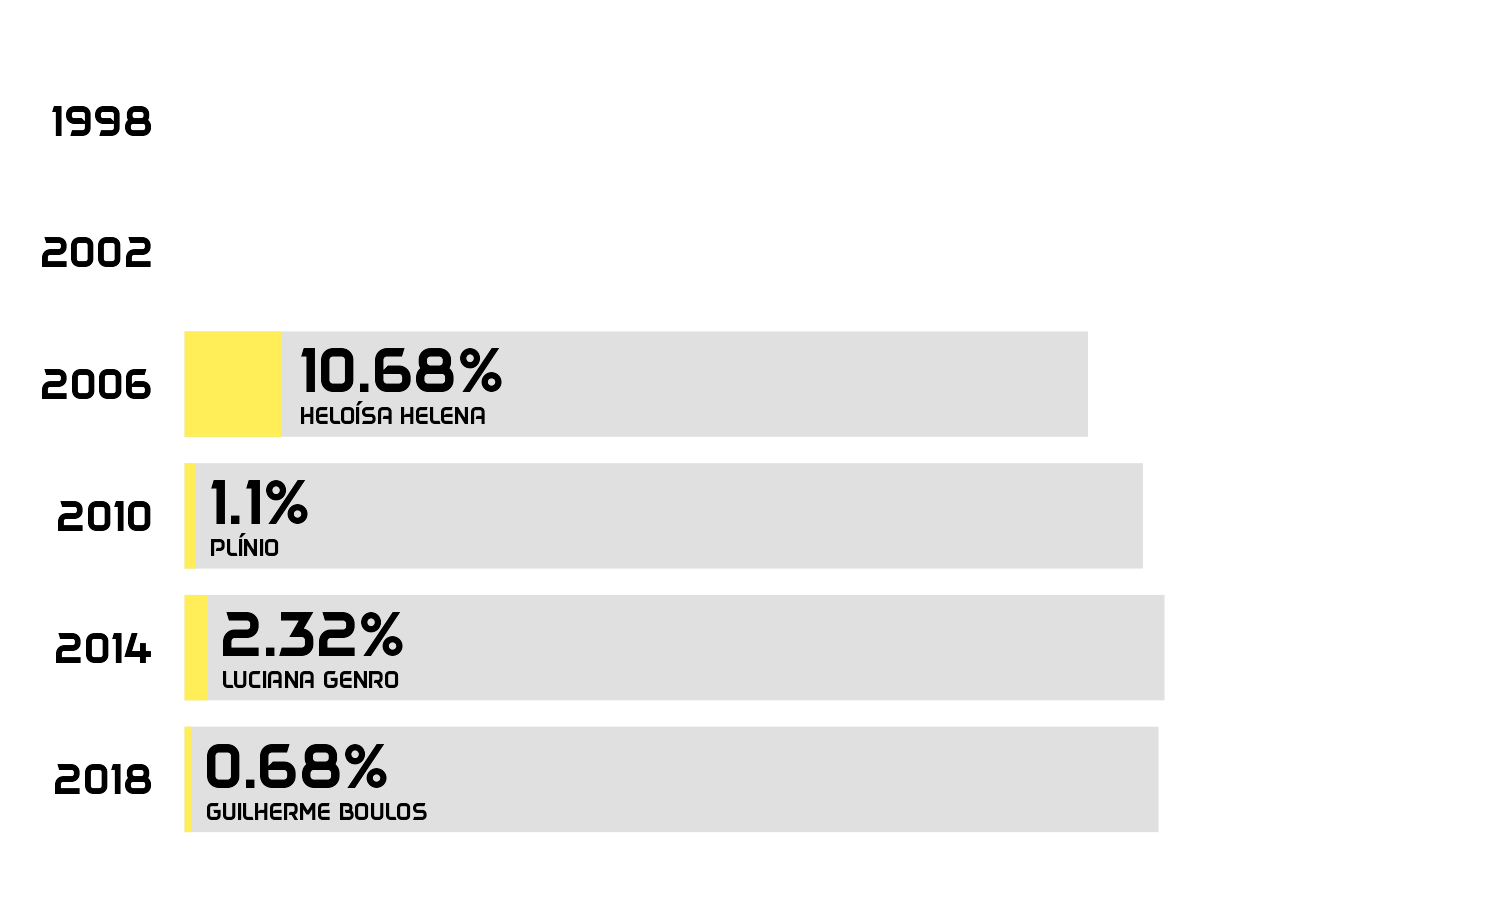 1998
2002
2006
10.68%
HELOÍSA HELENA
2010
1.1%
PLÍNIO
2014
2.32%
LUCIANA GENRO
2018
0.68%
GUILHERME BOULOS